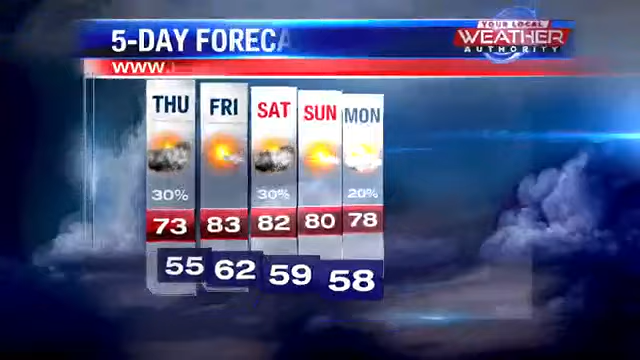 5-DAY FORECA
YOUR LOCAL
WEATHER
AUTHORITY
www.
THU FRI SAT SUN MON
30% 30% 20%
73 83 82 80 78
55 62 59 58